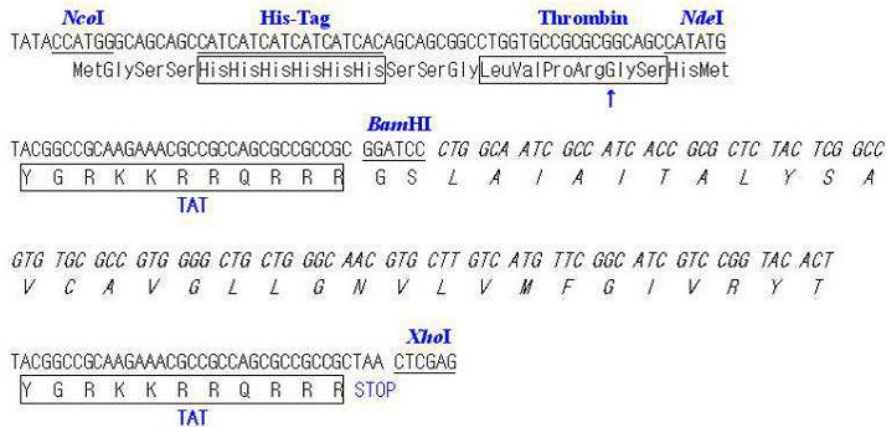 NcoI His-Tag Thrombin NdeI
TATACCATGGGCAGCAGCCATCATCATCATCATCACAGCAGCGGCCTGGTGCCGCGCGGCAGCCATATG
MetGlySerSerHisHisHisHisHisHisSerSerGlyLeuValProArgGlySerHisMet
↑
BamHI
TACGGCCGCAAGAAACGCCGCCAGCGCCGCCGC GGATCC CTG GCA ATC GCC ATC ACC GCG CTC TAC TCG GCC
Y G R K K R R Q R R R G S L A I A I T A L Y S A
TAT
GTG TGC GCC GTG GGG CTG CTG GGC AAC GTG CTT GTC ATG TTC GGC ATC GTC CGG TAC ACT
V C A V G L L G N V L V M F G I V R Y T
XhoI
TACGGCCGCAAGAAACGCCGCCAGCGCCGCCGCTAA CTCGAG
Y G R K K R R Q R R R STOP
TAT